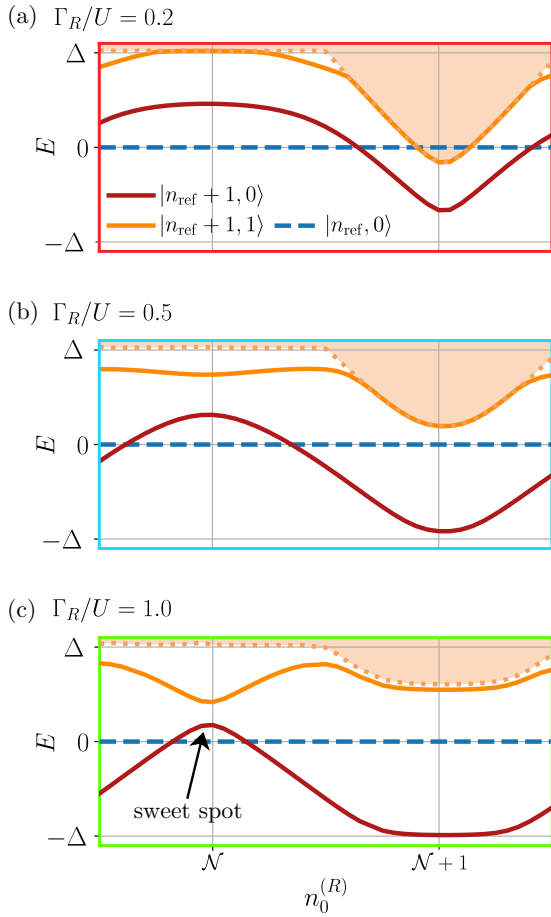 (a) Γ_R/U = 0.2
Δ
E
0
|n_ref + 1, 0⟩
|n_ref + 1, 1⟩ |n_ref, 0⟩
−Δ
(b) Γ_R/U = 0.5
Δ
E
0
−Δ
(c) Γ_R/U = 1.0
Δ
E
0
sweet spot
−Δ
𝒩 𝒩 + 1
n_0^{(R)}